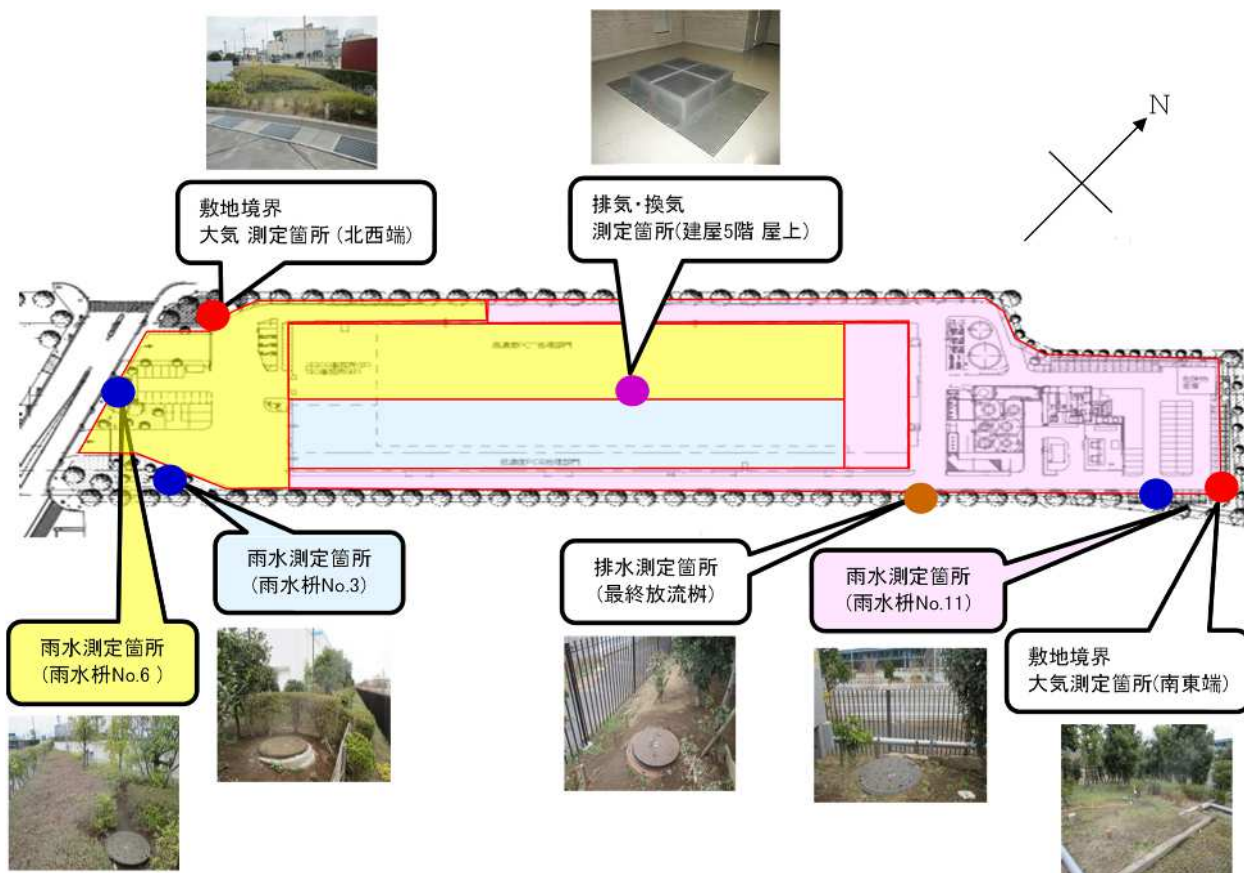 N
敷地境界
大気 測定箇所 (北西端)
排気・換気
測定箇所(建屋5階 屋上)
雨水測定箇所
(雨水枡No.3)
排水測定箇所
(最終放流桝)
雨水測定箇所
(雨水枡No.11)
雨水測定箇所
(雨水枡No.6 )
敷地境界
大気測定箇所(南東端)